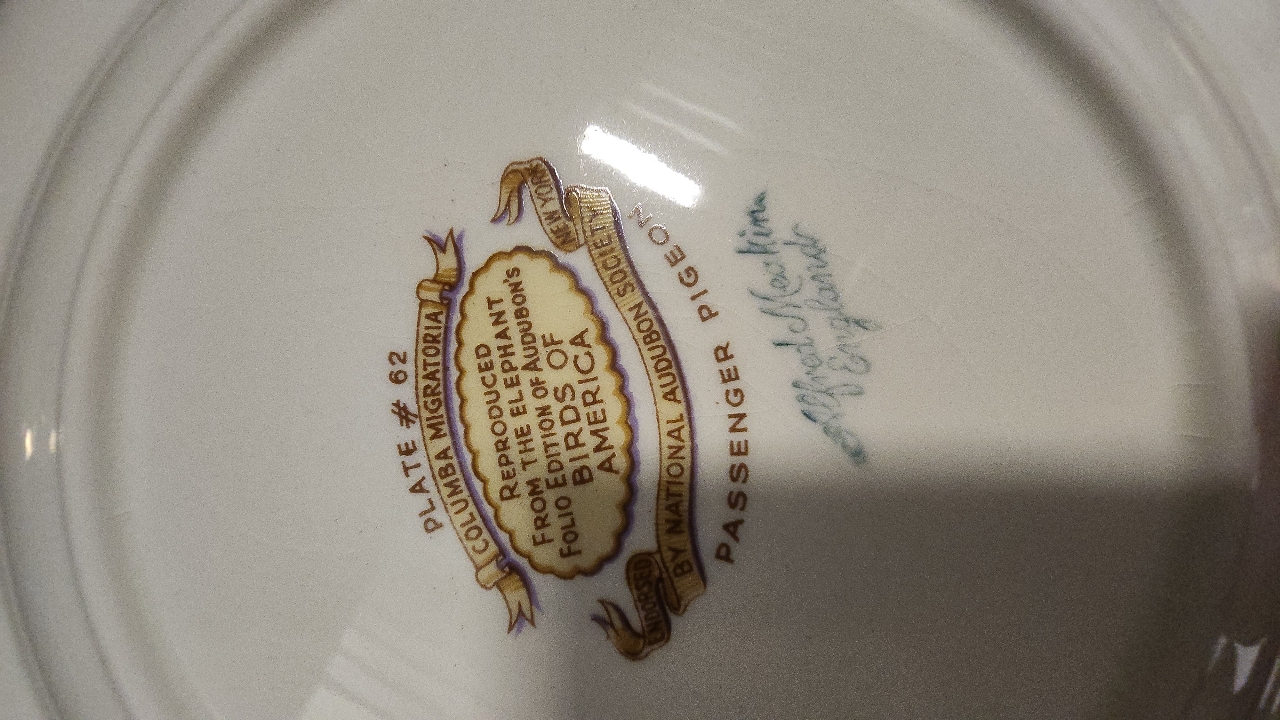 PLATE # 62
COLUMBA MIGRATORIA
REPRODUCED
FROM THE ELEPHANT
FOLIO EDITION OF AUDUBON'S
BIRDS OF
AMERICA
ENDORSED
BY NATIONAL AUDUBON SOCIETY
NEW YORK
PASSENGER PIGEON
Alfred Meakin
England